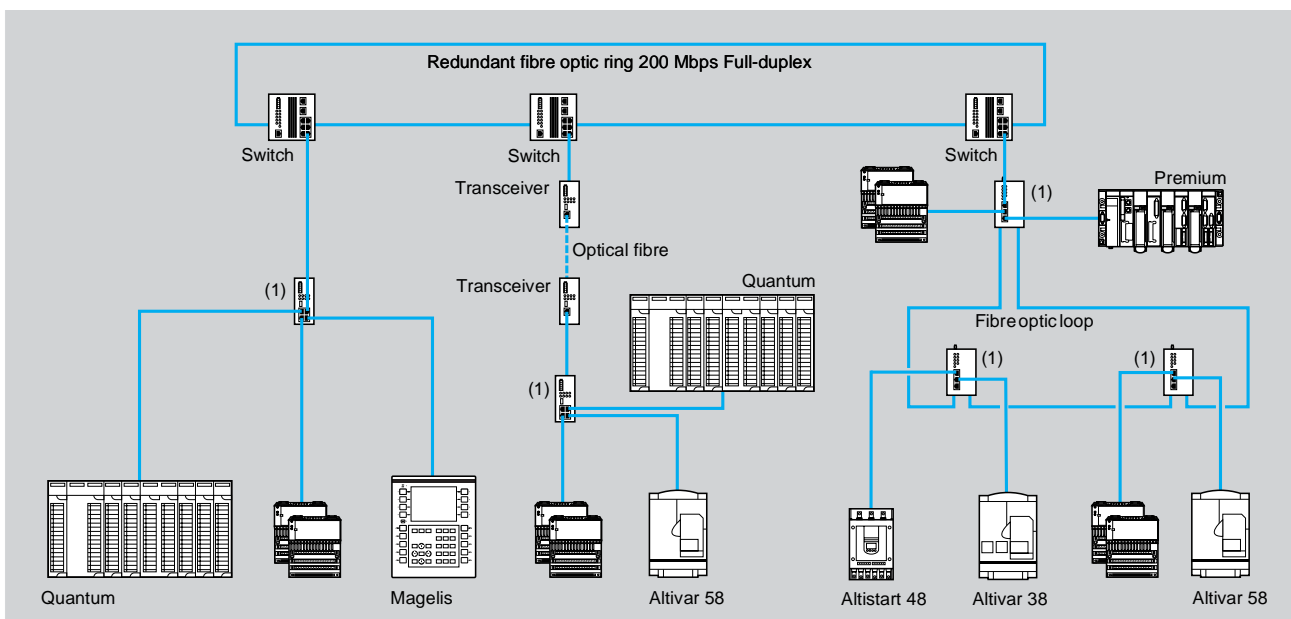 Redundant fibre optic ring 200 Mbps Full-duplex
Switch
Switch
Switch
Transceiver
(1)
Premium
Optical fibre
Transceiver
(1)
Quantum
Fibre optic loop
(1)
(1)
(1)
Quantum
Magelis
Altivar 58
Altistart 48
Altivar 38
Altivar 58